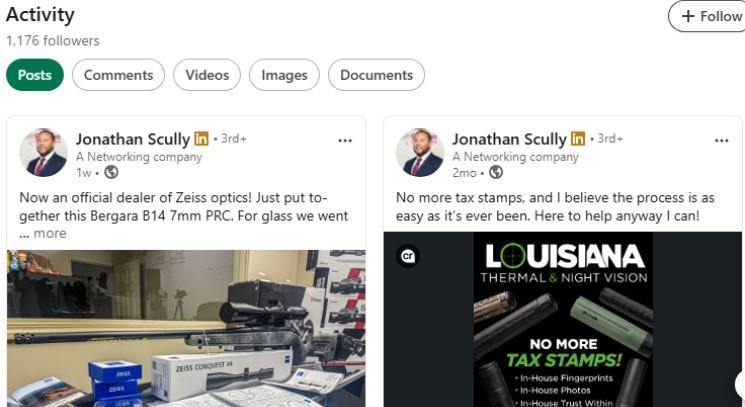 Activity
+ Follow
1,176 followers
Posts
Comments
Videos
Images
Documents
Jonathan Scully in • 3rd+
A Networking company
1w •
Now an official dealer of Zeiss optics! Just put to-
gether this Bergara B14 7mm PRC. For glass we went
... more
ZEISS CONQUEST V4
ZEISS
ZEISS
Jonathan Scully in • 3rd+
A Networking company
2mo •
No more tax stamps, and I believe the process is as
easy as it's ever been. Here to help anyway I can!
cr
LOUISIANA
THERMAL & NIGHT VISION
NO MORE
TAX STAMPS!
• In-House Fingerprints
• In-House Photos
• In-House Trust Within